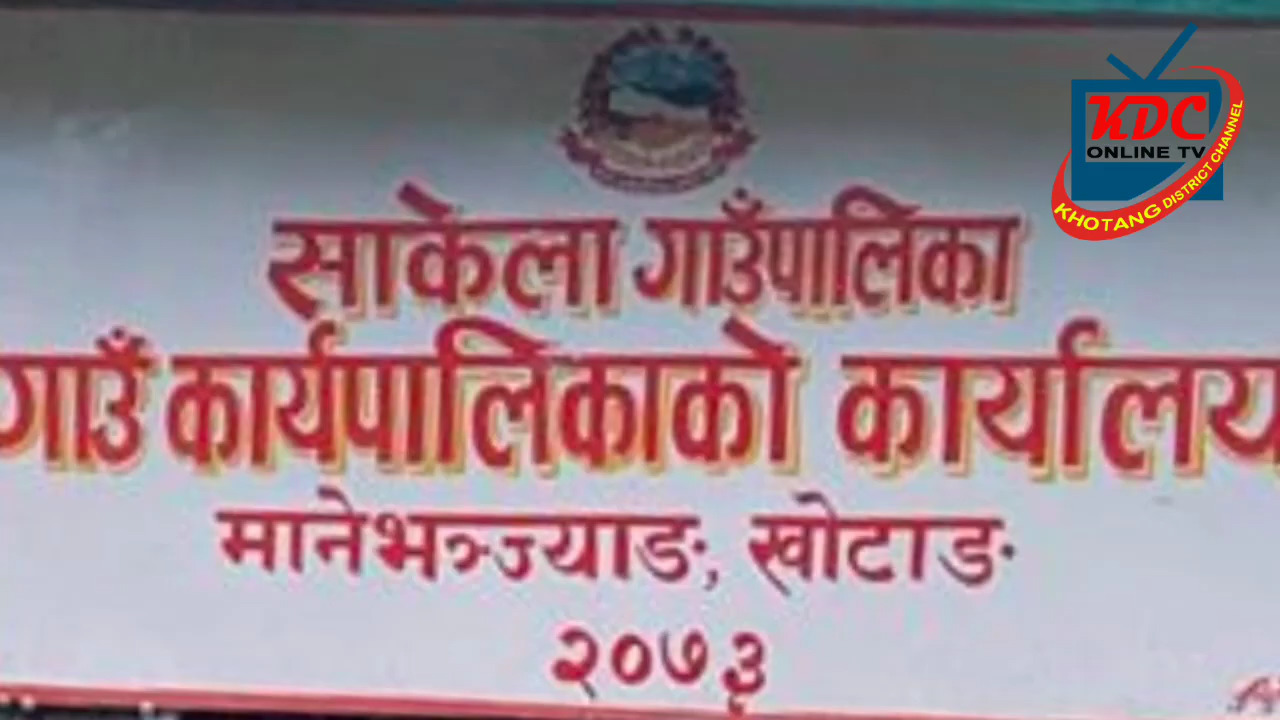 साकेला गाउँपालिका
गाउँ कार्यपालिकाको कार्यालय
मानेभञ्ज्याङ, खोटाङ
२०७३
KDC
ONLINE TV
KHOTANG DISTRICT CHANNEL